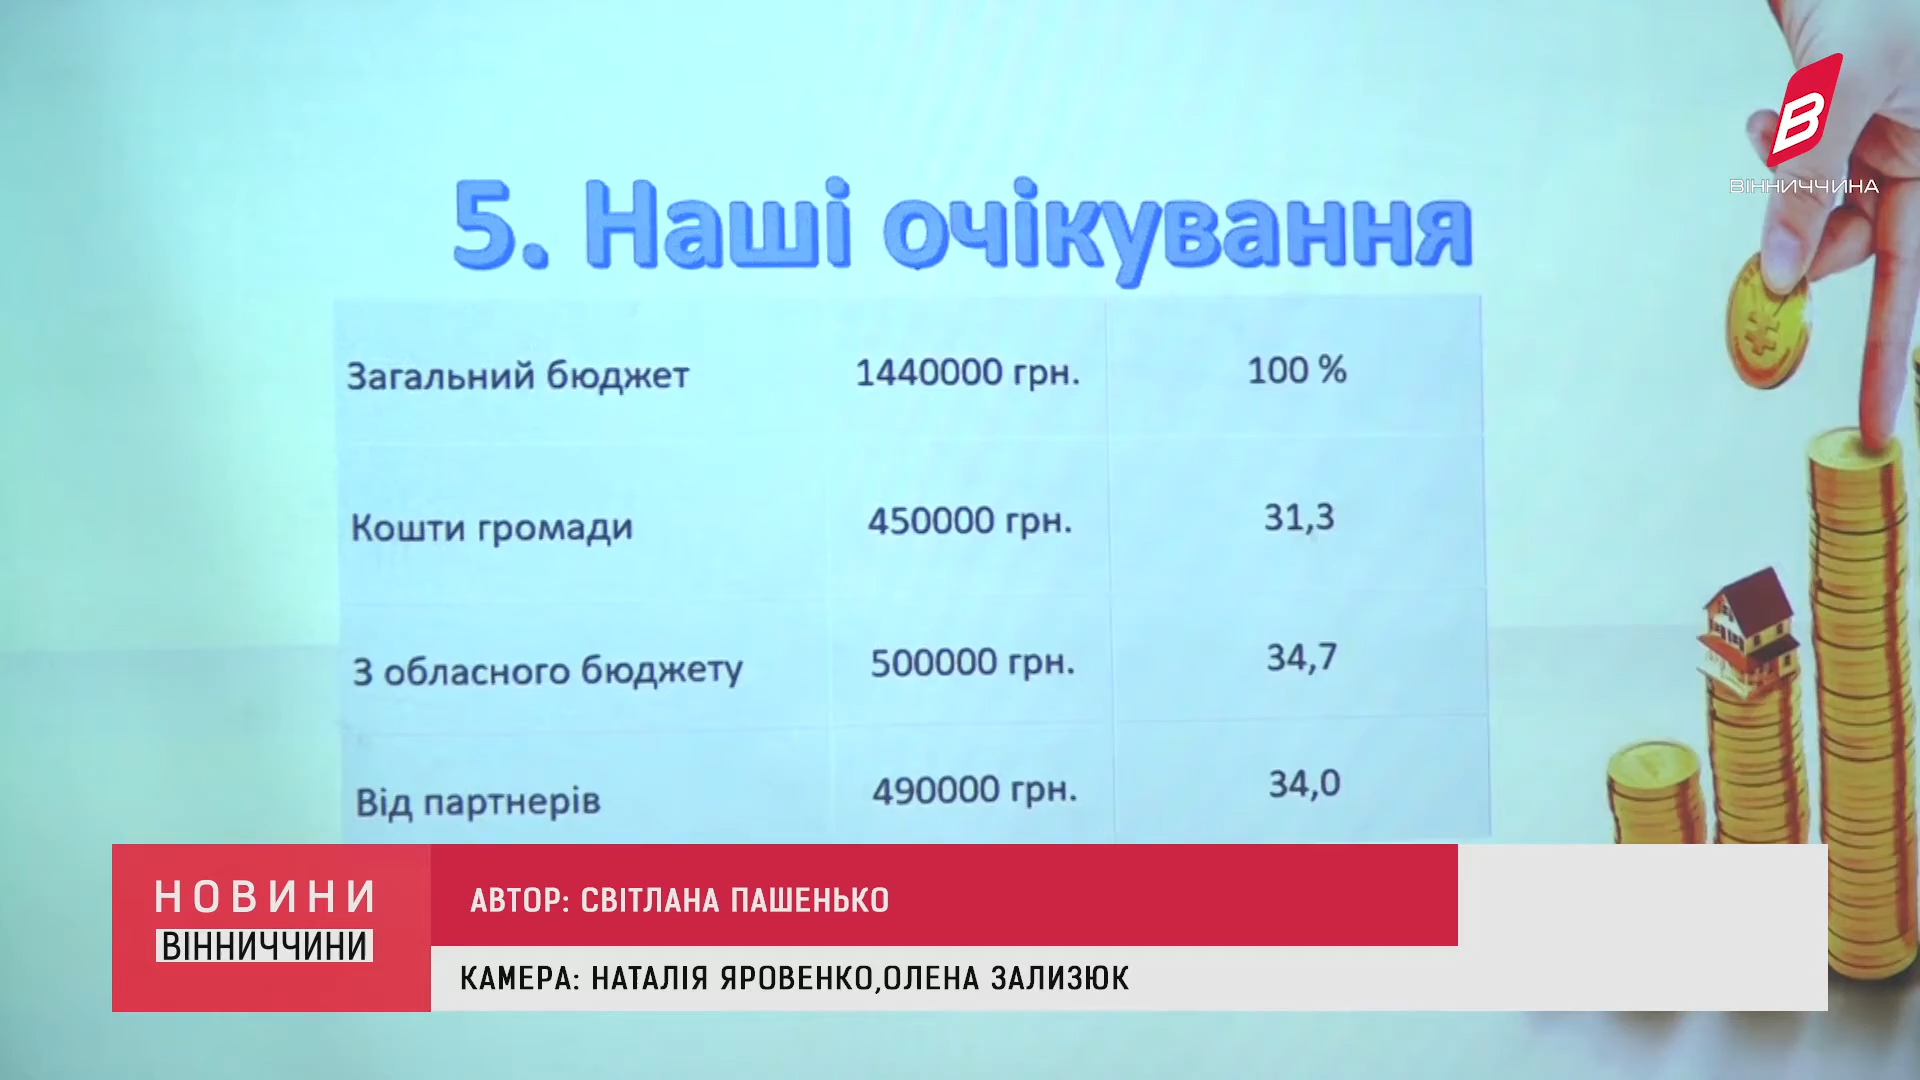 В
ВІННИЧЧИНА
5. Наші очікування
Загальний бюджет 1440000 грн. 100 %
Кошти громади 450000 грн. 31,3
З обласного бюджету 500000 грн. 34,7
Від партнерів 490000 грн. 34,0
НОВИНИ
ВІННИЧЧИНИ
АВТОР: СВІТЛАНА ПАШЕНЬКО
КАМЕРА: НАТАЛІЯ ЯРОВЕНКО,ОЛЕНА ЗАЛИЗЮК